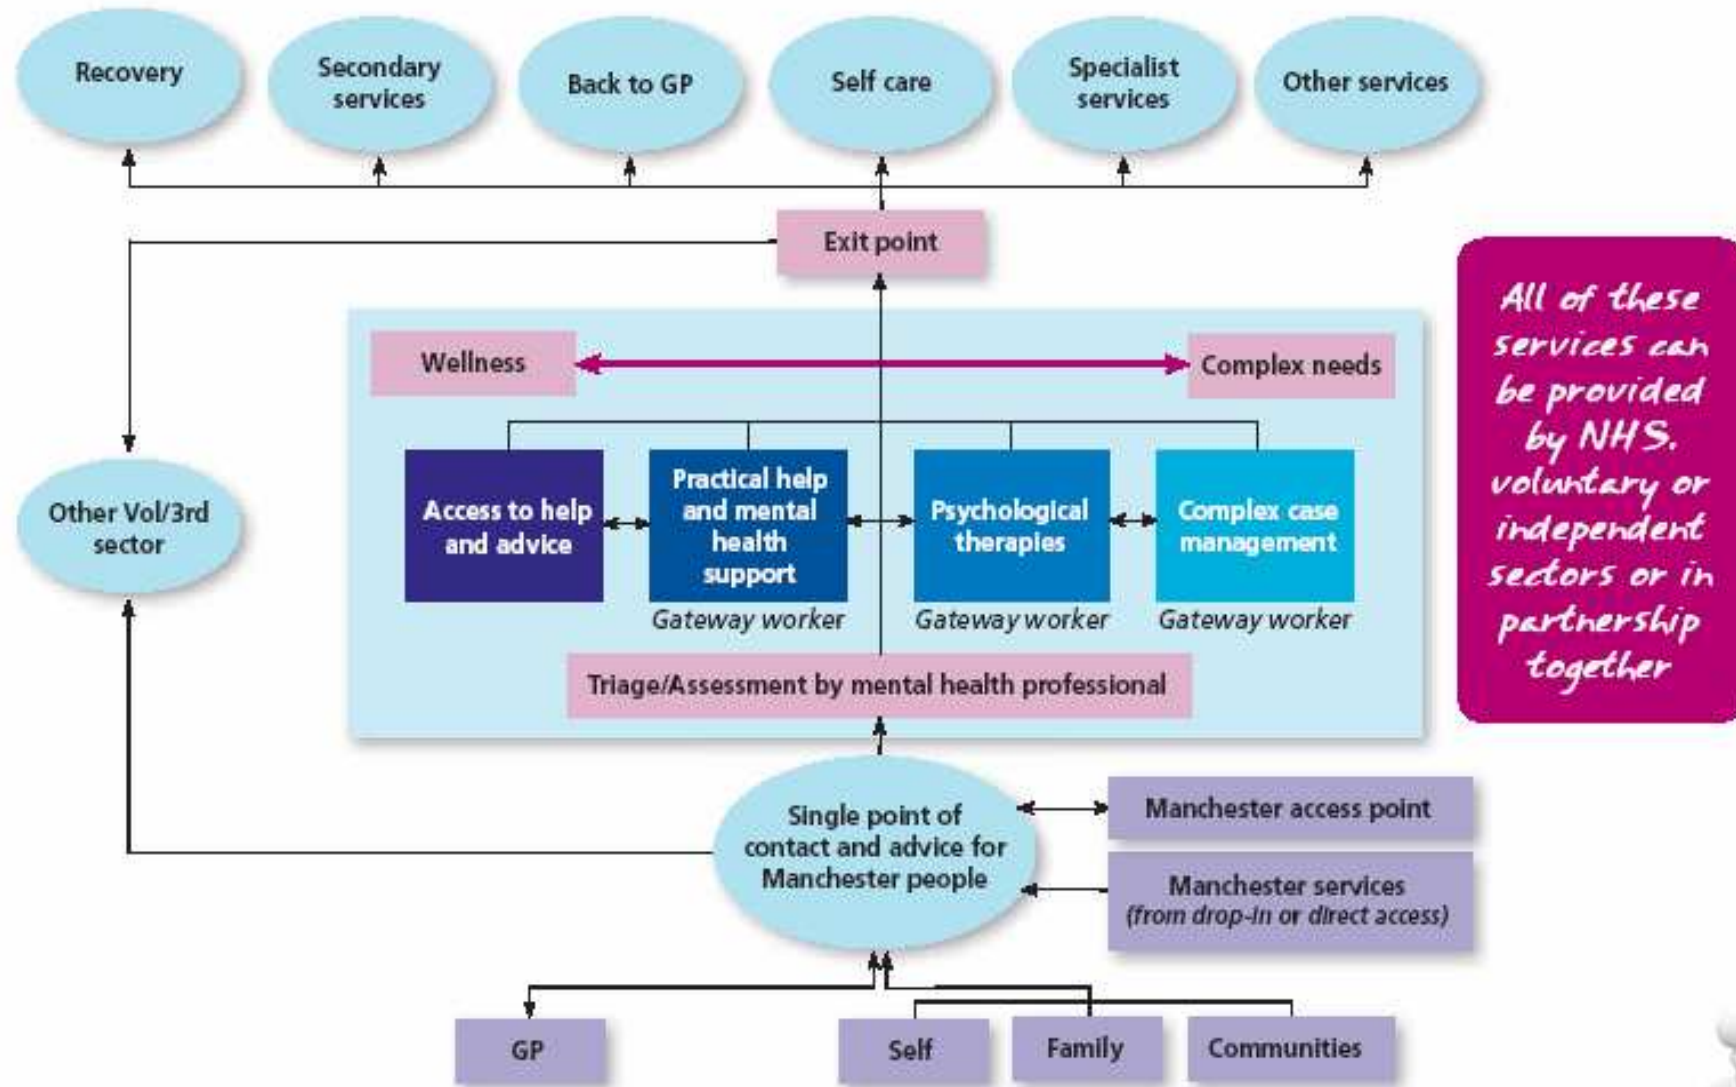 Recovery
Secondary
services
Back to GP
Self care
Specialist
services
Other services
Exit point
Wellness
Complex needs
Access to help
and advice
Practical help
and mental
health
support
Psychological
therapies
Complex case
management
Gateway worker
Gateway worker
Gateway worker
Triage/Assessment by mental health professional
Other Vol/3rd
sector
All of these
services can
be provided
by NHS.
voluntary or
independent
sectors or in
partnership
together
Single point of
contact and advice for
Manchester people
Manchester access point
Manchester services
(from drop-in or direct access)
GP
Self
Family
Communities